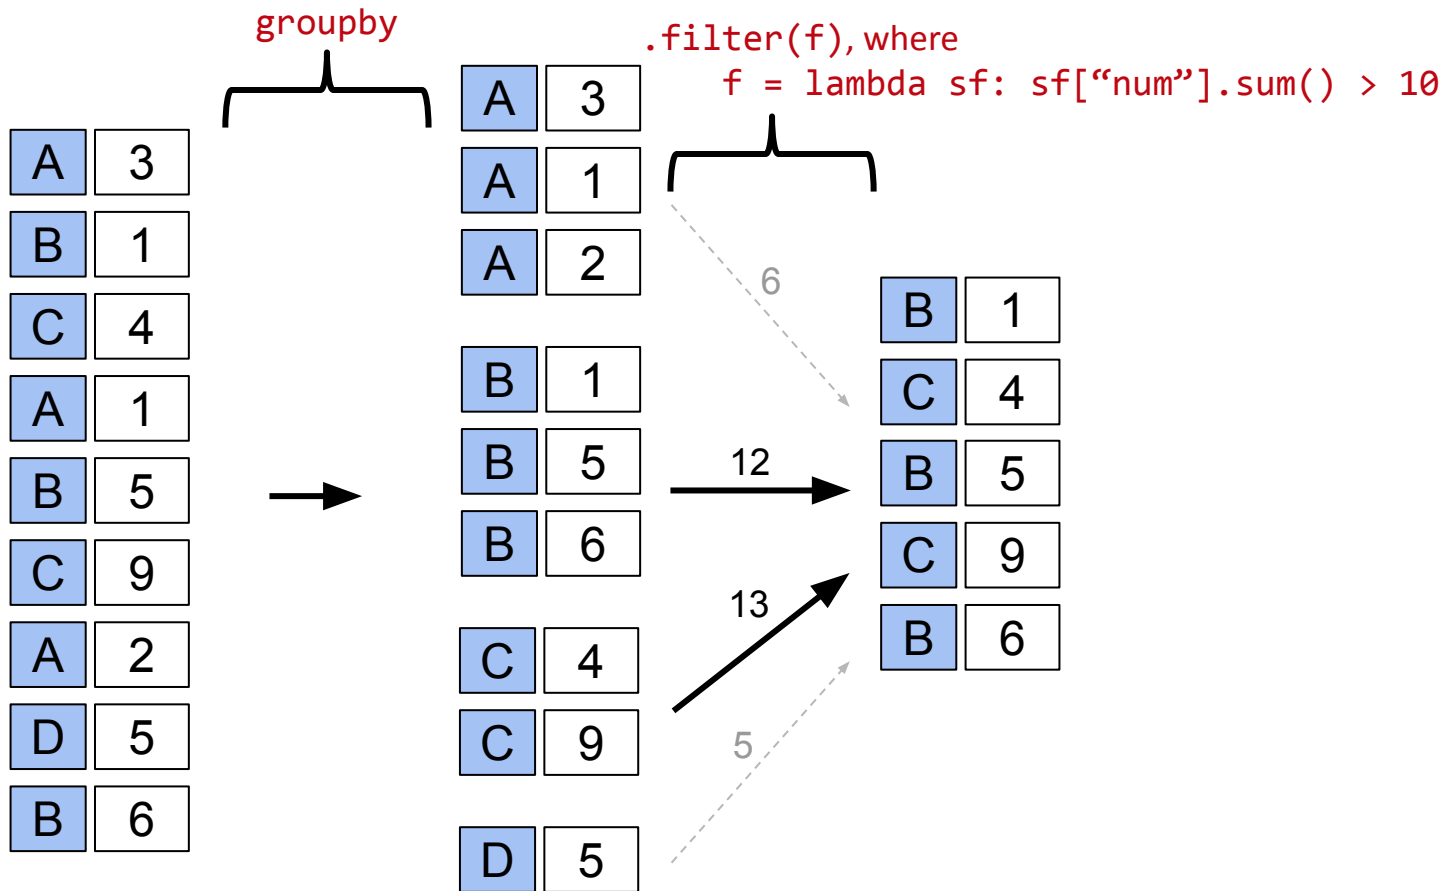 groupby
.filter(f), where
f = lambda sf: sf[“num”].sum() > 10
A 3
B 1
C 4
A 1
B 5
C 9
A 2
D 5
B 6
A 3
A 1
A 2
B 1
B 5
B 6
C 4
C 9
D 5
6
12
13
5
B 1
C 4
B 5
C 9
B 6